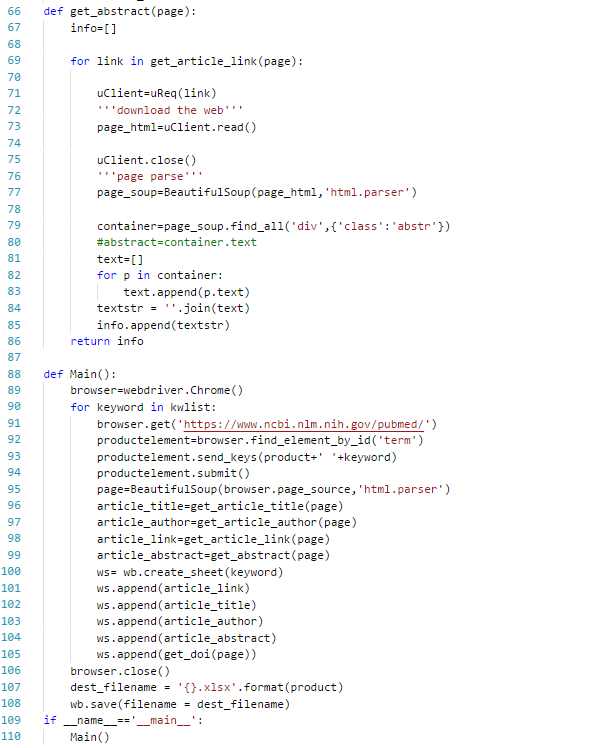 66 def get_abstract(page):
67     info=[]
68
69     for link in get_article_link(page):
70
71         uClient=uReq(link)
72         '''download the web'''
73         page_html=uClient.read()
74
75         uClient.close()
76         '''page parse'''
77         page_soup=BeautifulSoup(page_html,'html.parser')
78
79         container=page_soup.find_all('div',{'class':'abstr'})
80         #abstract=container.text
81         text=[]
82         for p in container:
83             text.append(p.text)
84         textstr = ''.join(text)
85         info.append(textstr)
86     return info
87
88 def Main():
89     browser=webdriver.Chrome()
90     for keyword in kwlist:
91         browser.get('https://www.ncbi.nlm.nih.gov/pubmed/')
92         productelement=browser.find_element_by_id('term')
93         productelement.send_keys(product+' '+keyword)
94         productelement.submit()
95         page=BeautifulSoup(browser.page_source,'html.parser')
96         article_title=get_article_title(page)
97         article_author=get_article_author(page)
98         article_link=get_article_link(page)
99         article_abstract=get_abstract(page)
100         ws= wb.create_sheet(keyword)
101         ws.append(article_link)
102         ws.append(article_title)
103         ws.append(article_author)
104         ws.append(article_abstract)
105         ws.append(get_doi(page))
106     browser.close()
107     dest_filename = '{}.xlsx'.format(product)
108     wb.save(filename = dest_filename)
109 if __name__=='__main__':
110     Main()